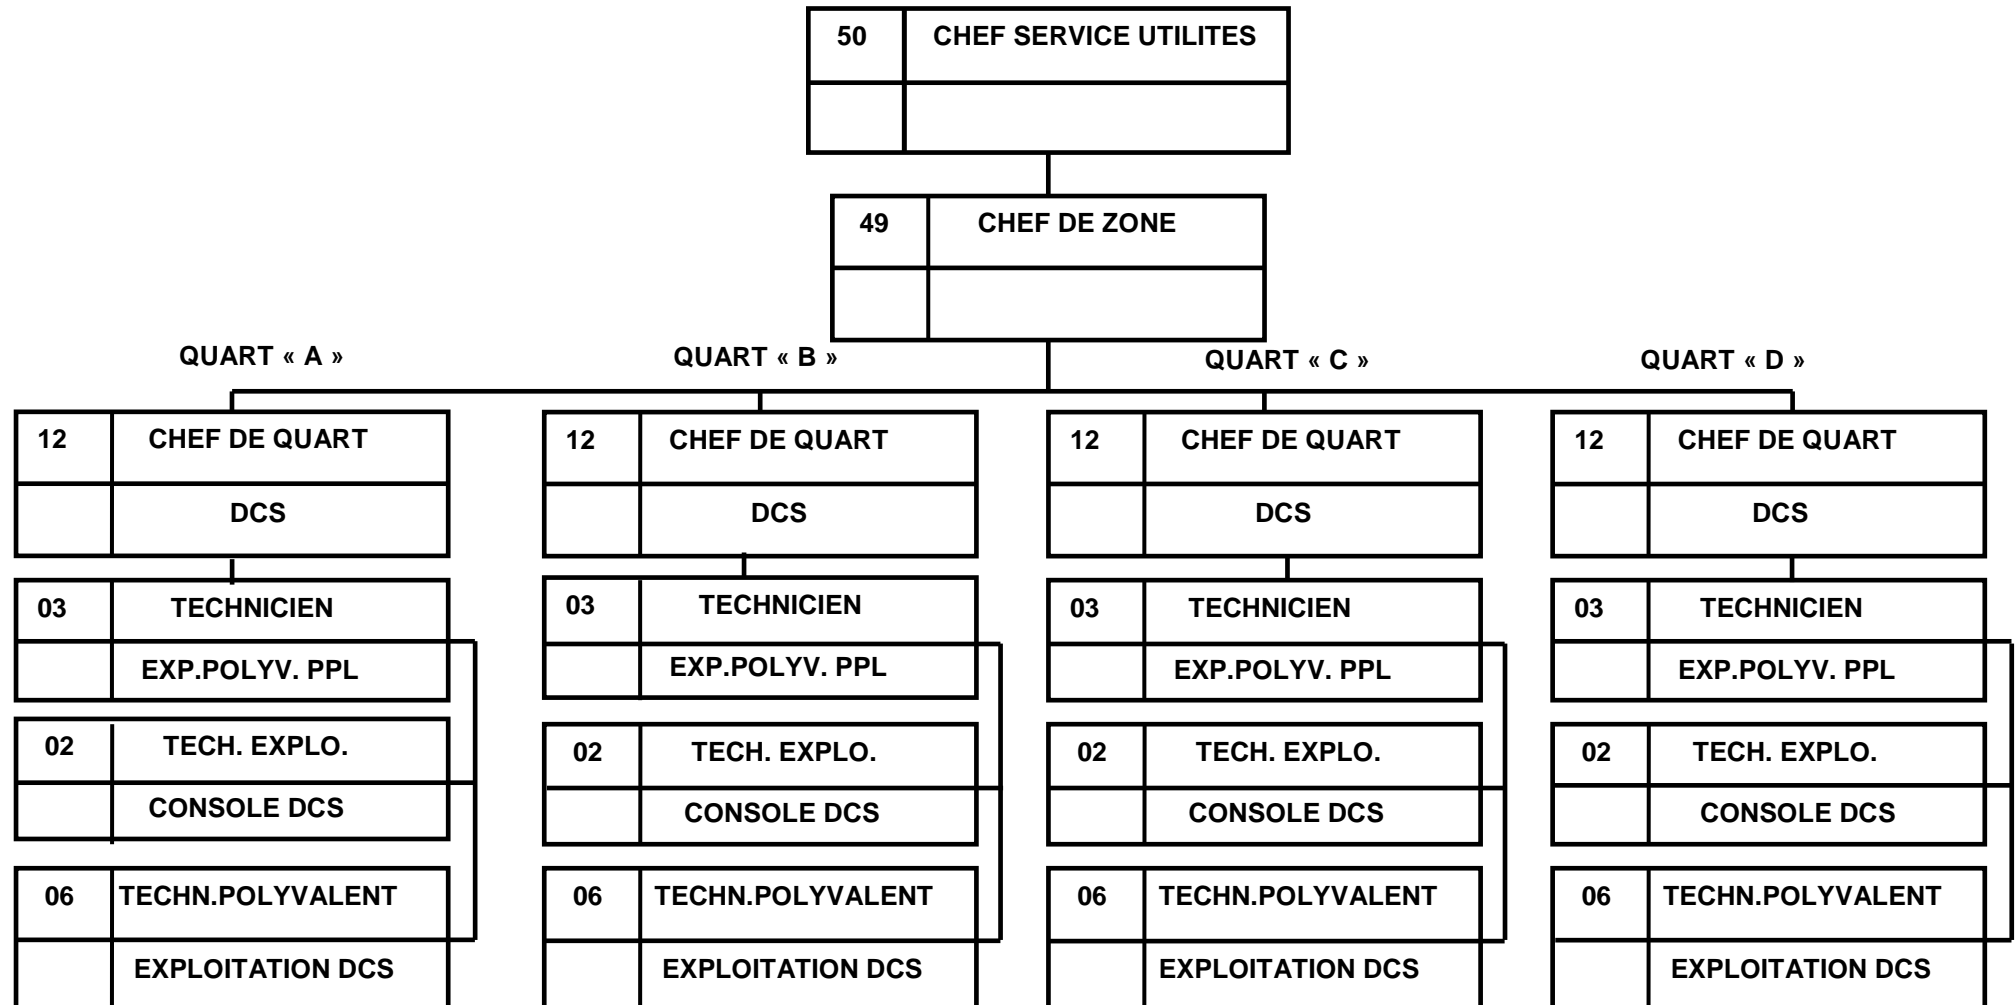 50 CHEF SERVICE UTILITES
49 CHEF DE ZONE
QUART « A » QUART « B » QUART « C » QUART « D »
12 CHEF DE QUART 12 CHEF DE QUART 12 CHEF DE QUART 12 CHEF DE QUART
DCS DCS DCS DCS
03 TECHNICIEN 03 TECHNICIEN 03 TECHNICIEN 03 TECHNICIEN
EXP.POLYV. PPL EXP.POLYV. PPL EXP.POLYV. PPL EXP.POLYV. PPL
02 TECH. EXPLO. 02 TECH. EXPLO. 02 TECH. EXPLO. 02 TECH. EXPLO.
CONSOLE DCS CONSOLE DCS CONSOLE DCS CONSOLE DCS
06 TECHN.POLYVALENT 06 TECHN.POLYVALENT 06 TECHN.POLYVALENT 06 TECHN.POLYVALENT
EXPLOITATION DCS EXPLOITATION DCS EXPLOITATION DCS EXPLOITATION DCS